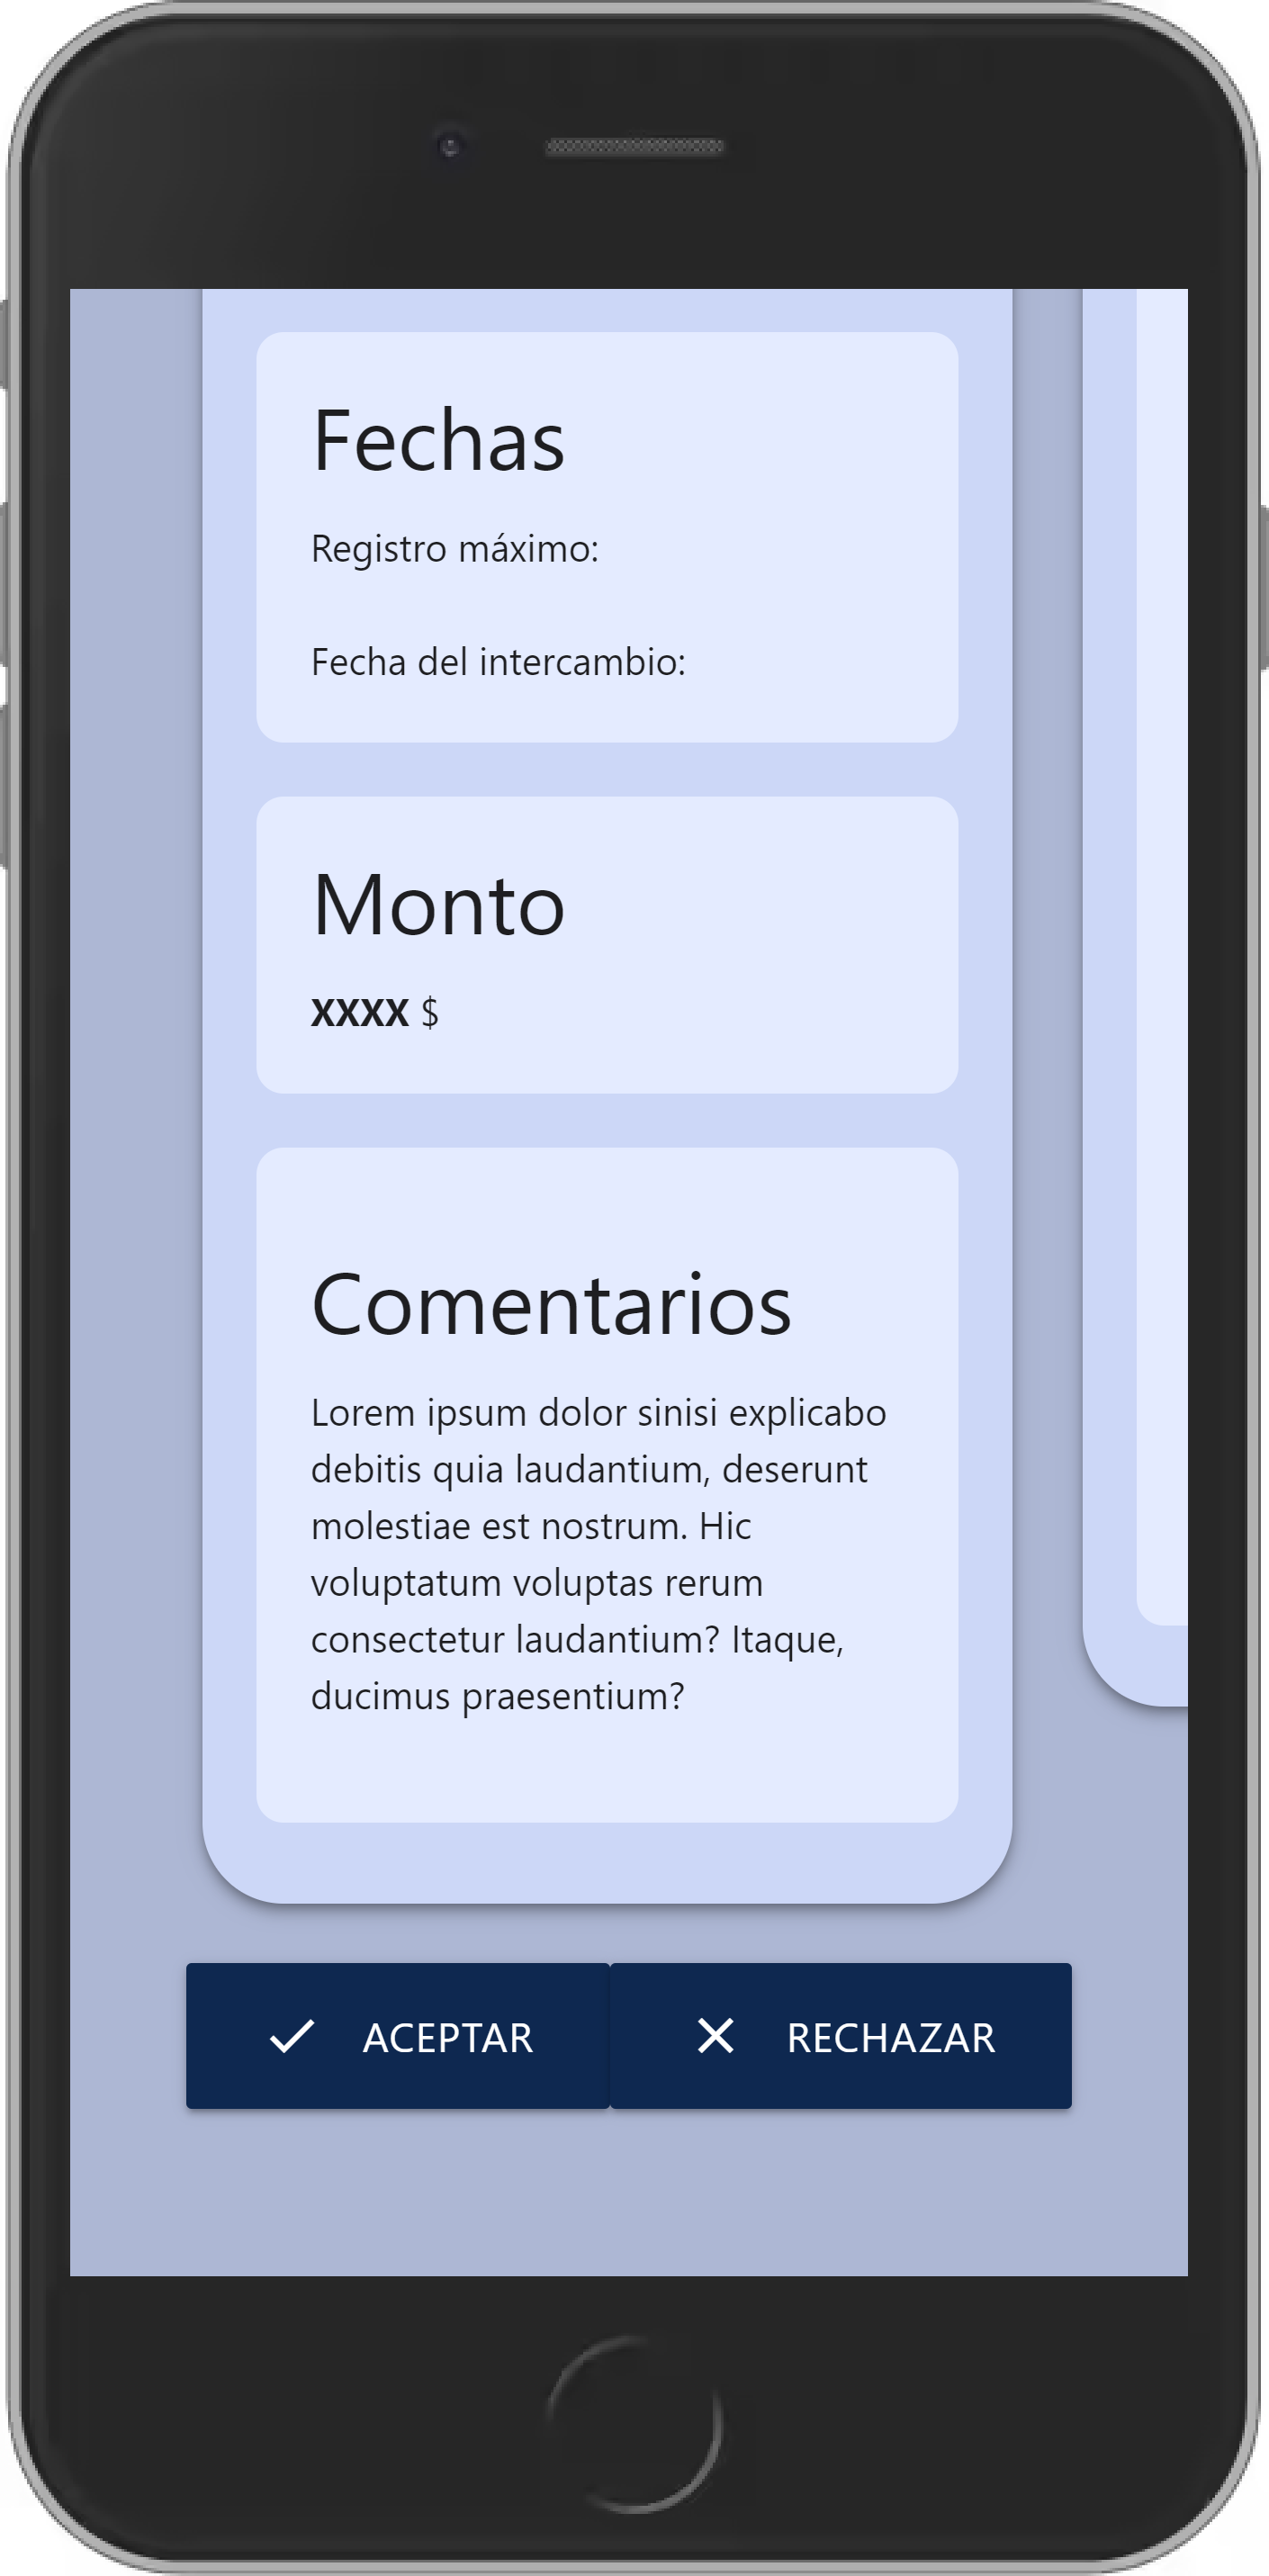 Fechas
Registro máximo:
Fecha del intercambio:
Monto
XXXX $
Comentarios
Lorem ipsum dolor sinisi explicabo
debitis quia laudantium, deserunt
molestiae est nostrum. Hic
voluptatum voluptas rerum
consectetur laudantium? Itaque,
ducimus praesentium?
ACEPTAR
RECHAZAR